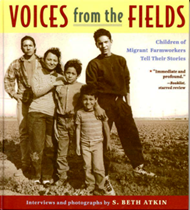 VOICES from the FIELDS
Children of
Migrant Farmworkers
Tell Their Stories
★ "Immediate and
profound."
—Booklist,
starred review
Interviews and photographs by S. BETH ATKIN